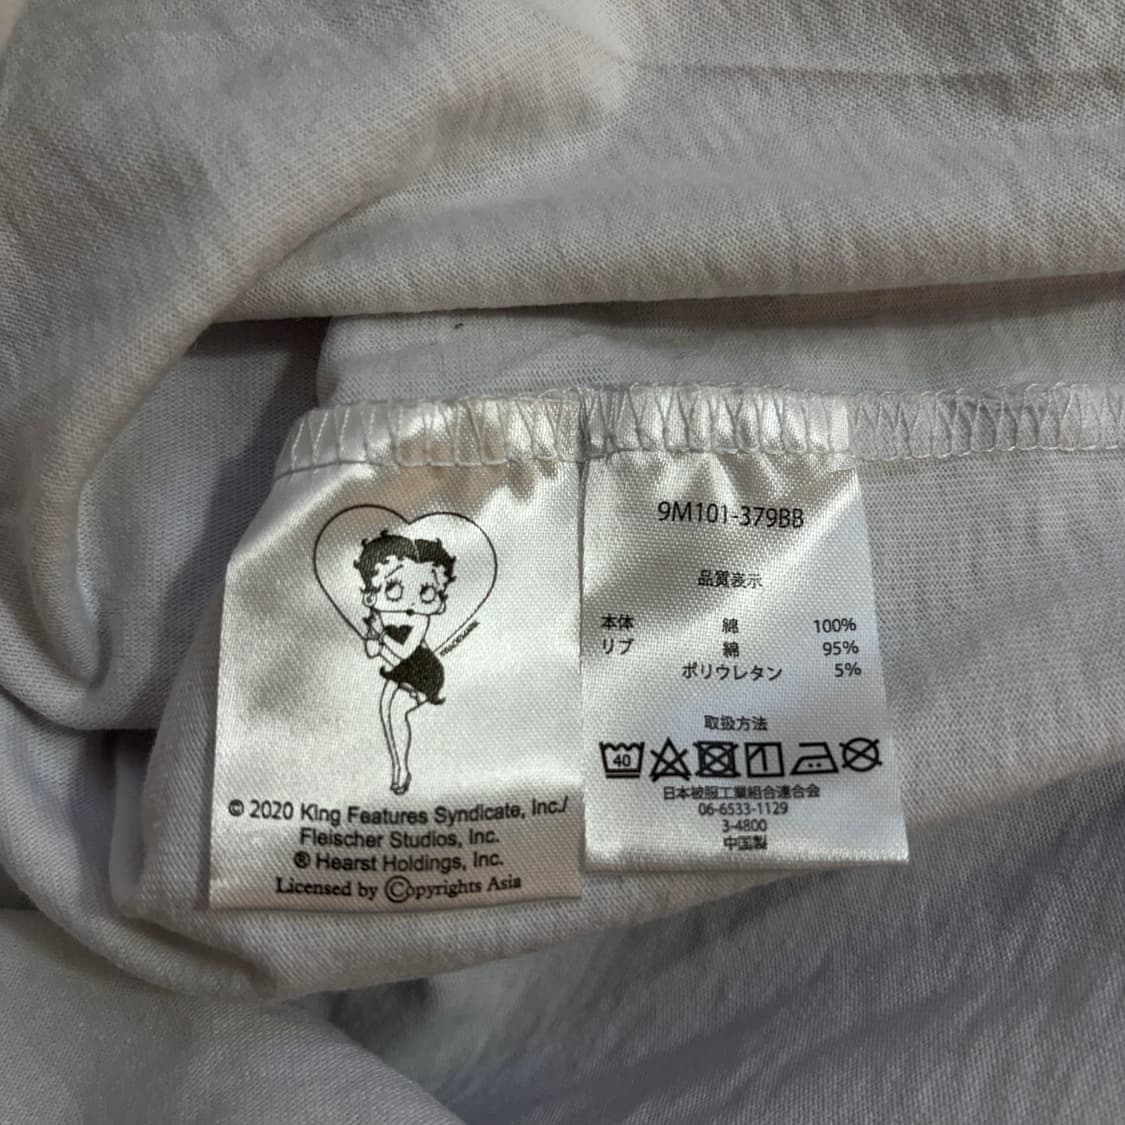 TRADEMARK
© 2020 King Features Syndicate, Inc./
Fleischer Studios, Inc.
® Hearst Holdings, Inc.
Licensed by ©opyrights Asia
9M101-379BB
品質表示
本体 綿 100%
リブ 綿 95%
ポリウレタン 5%
取扱方法
40
日本被服工業組合連合会
06-6533-1129
3-4800
中国製